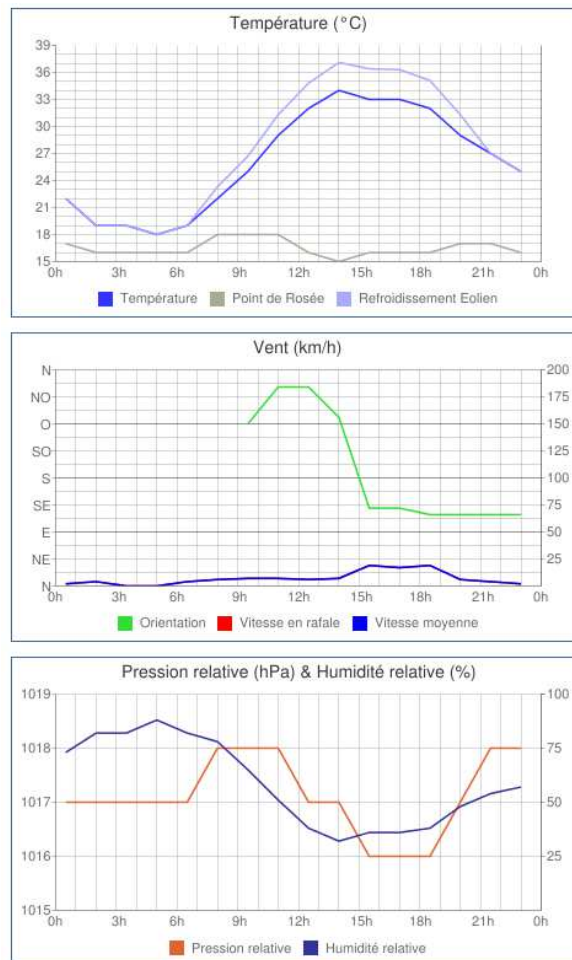 Température (°C)
39
36
33
30
27
24
21
18
15
0h 3h 6h 9h 12h 15h 18h 21h 0h
Température Point de Rosée Refroidissement Eolien
Vent (km/h)
N 200
NO 175
O 150
SO 125
S 100
SE 75
E 50
NE 25
N
0h 3h 6h 9h 12h 15h 18h 21h 0h
Orientation Vitesse en rafale Vitesse moyenne
Pression relative (hPa) & Humidité relative (%)
1019 100
1018 75
1017 50
1016 25
1015
0h 3h 6h 9h 12h 15h 18h 21h 0h
Pression relative Humidité relative